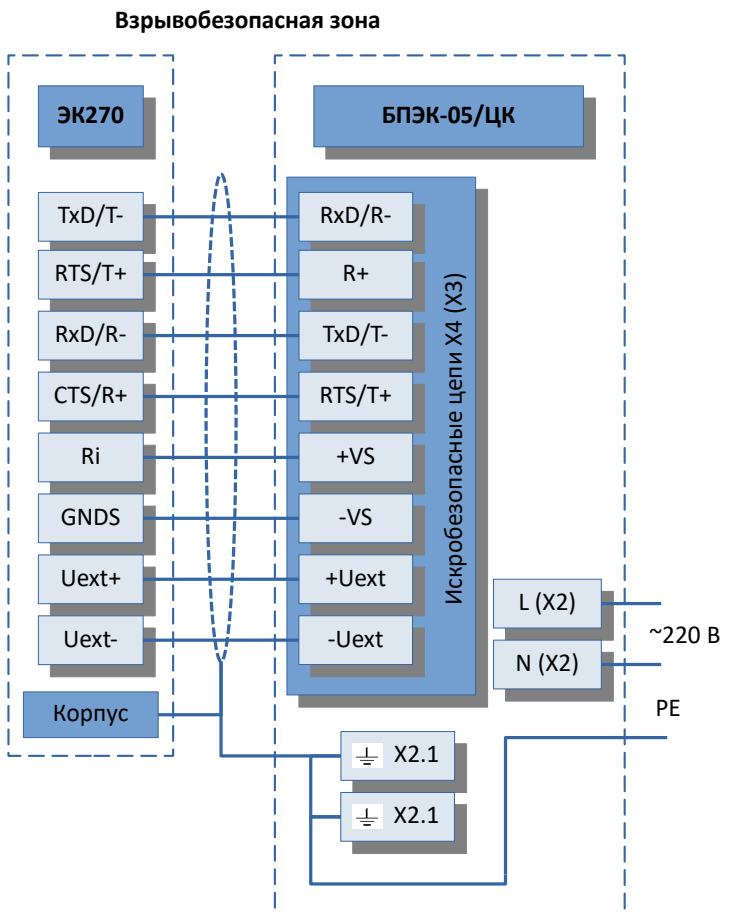 Взрывобезопасная зона
ЭК270
БПЭК-05/ЦК
TxD/T-
RxD/R-
RTS/T+
R+
RxD/R-
TxD/T-
CTS/R+
RTS/T+
Ri
+VS
GNDS
-VS
Uext+
+Uext
Uext-
-Uext
Искробезопасные цепи X4 (X3)
L (X2)
~220 В
N (X2)
Корпус
PE
X2.1
X2.1